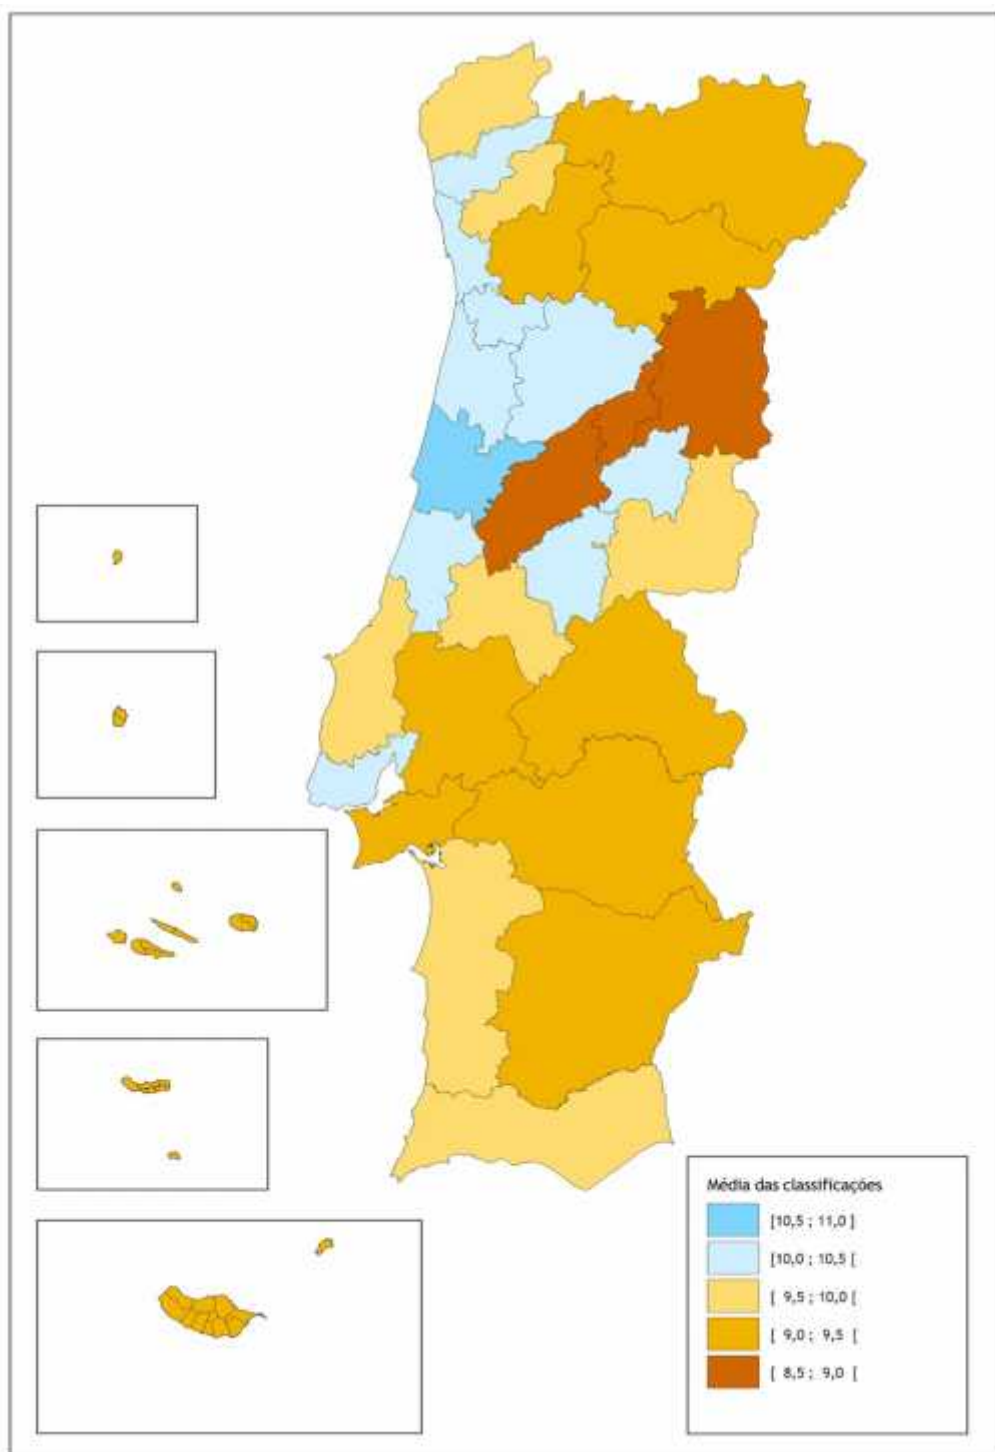 Média das classificações
[10,5 ; 11,0 ]
[10,0 ; 10,5 [
[ 9,5 ; 10,0 [
[ 9,0 ; 9,5 [
[ 8,5 ; 9,0 [